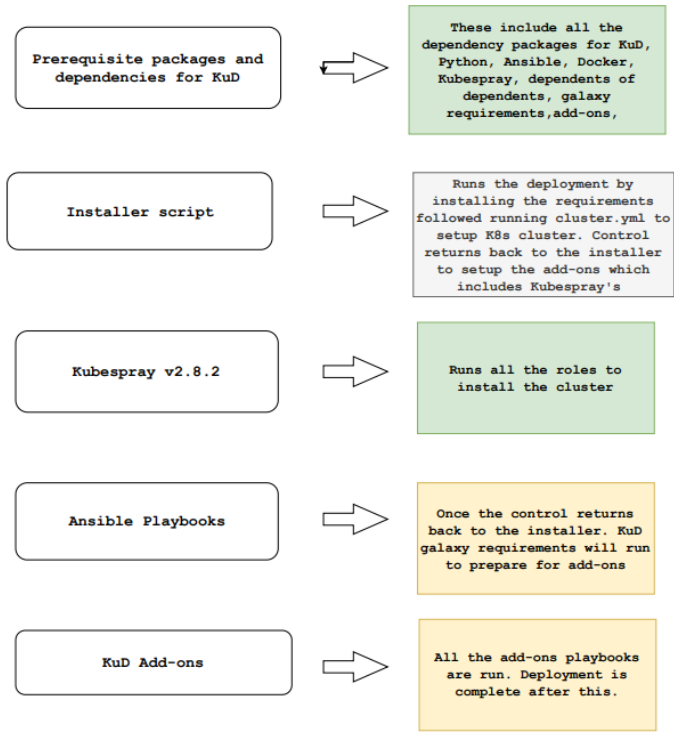 Prerequisite packages and
dependencies for KuD
These include all the
dependency packages for KuD,
Python, Ansible, Docker,
Kubespray, dependents of
dependents, galaxy
requirements,add-ons,
Installer script
Runs the deployment by
installing the requirements
followed running cluster.yml to
setup K8s cluster. Control
returns back to the installer
to setup the add-ons which
includes Kubespray's
Kubespray v2.8.2
Runs all the roles to
install the cluster
Ansible Playbooks
Once the control returns
back to the installer. KuD
galaxy requirements will run
to prepare for add-ons
KuD Add-ons
All the add-ons playbooks
are run. Deployment is
complete after this.